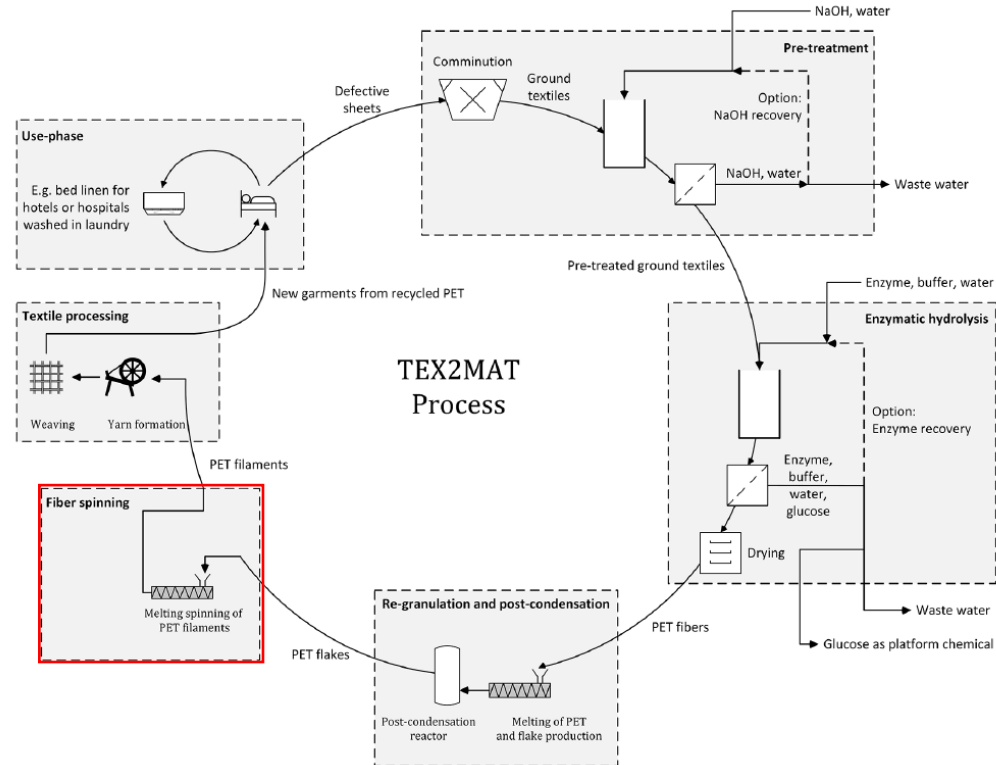 NaOH, water
Pre-treatment
Comminution
Ground
textiles
Defective
sheets
Option:
NaOH recovery
NaOH, water
Waste water
Use-phase
E.g. bed linen for
hotels or hospitals
washed in laundry
Pre-treated ground textiles
New garments from recycled PET
Enzyme, buffer, water
Enzymatic hydrolysis
Textile processing
Weaving
Yarn formation
TEX2MAT
Process
Option:
Enzyme recovery
PET filaments
Enzyme,
buffer,
water,
glucose
Fiber spinning
Drying
Melting spinning of
PET filaments
Re-granulation and post-condensation
PET fibers
Waste water
PET flakes
Glucose as platform chemical
Post-condensation
reactor
Melting of PET
and flake production